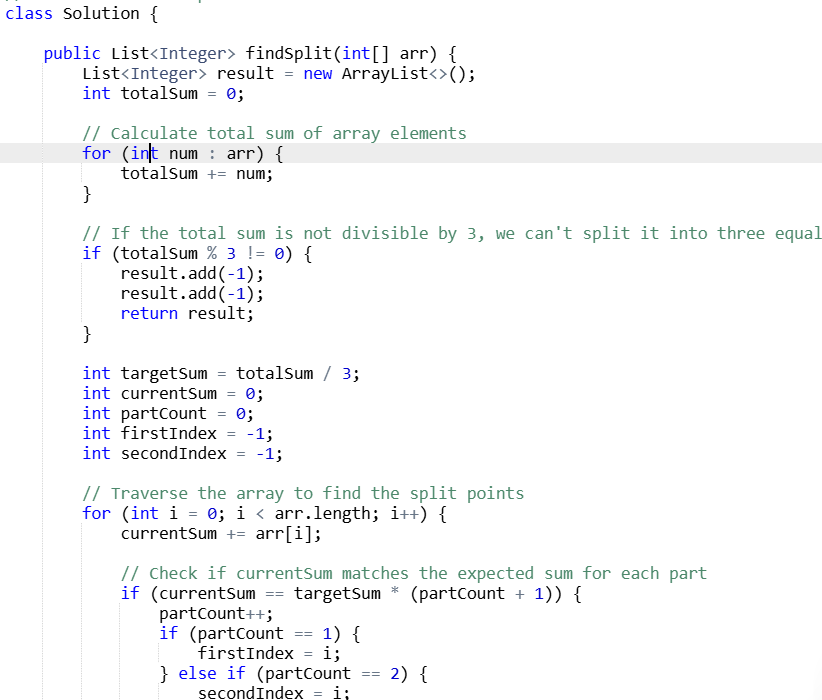 class Solution {
public List<Integer> findSplit(int[] arr) {
List<Integer> result = new ArrayList<>();
int totalSum = 0;
// Calculate total sum of array elements
for (int num : arr) {
totalSum += num;
}
// If the total sum is not divisible by 3, we can't split it into three equal
if (totalSum % 3 != 0) {
result.add(-1);
result.add(-1);
return result;
}
int targetSum = totalSum / 3;
int currentSum = 0;
int partCount = 0;
int firstIndex = -1;
int secondIndex = -1;
// Traverse the array to find the split points
for (int i = 0; i < arr.length; i++) {
currentSum += arr[i];
// Check if currentSum matches the expected sum for each part
if (currentSum == targetSum * (partCount + 1)) {
partCount++;
if (partCount == 1) {
firstIndex = i;
} else if (partCount == 2) {
secondIndex = i;